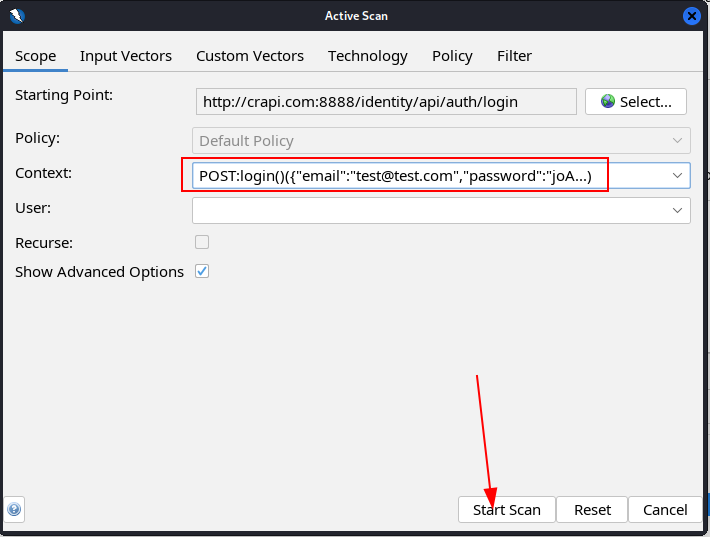 Active Scan
Scope Input Vectors Custom Vectors Technology Policy Filter
Starting Point: http://crapi.com:8888/identity/api/auth/login Select...
Policy: Default Policy
Context: POST:login()({"email":"test@test.com","password":"joA...)
User:
Recurse:
Show Advanced Options
Start Scan Reset Cancel